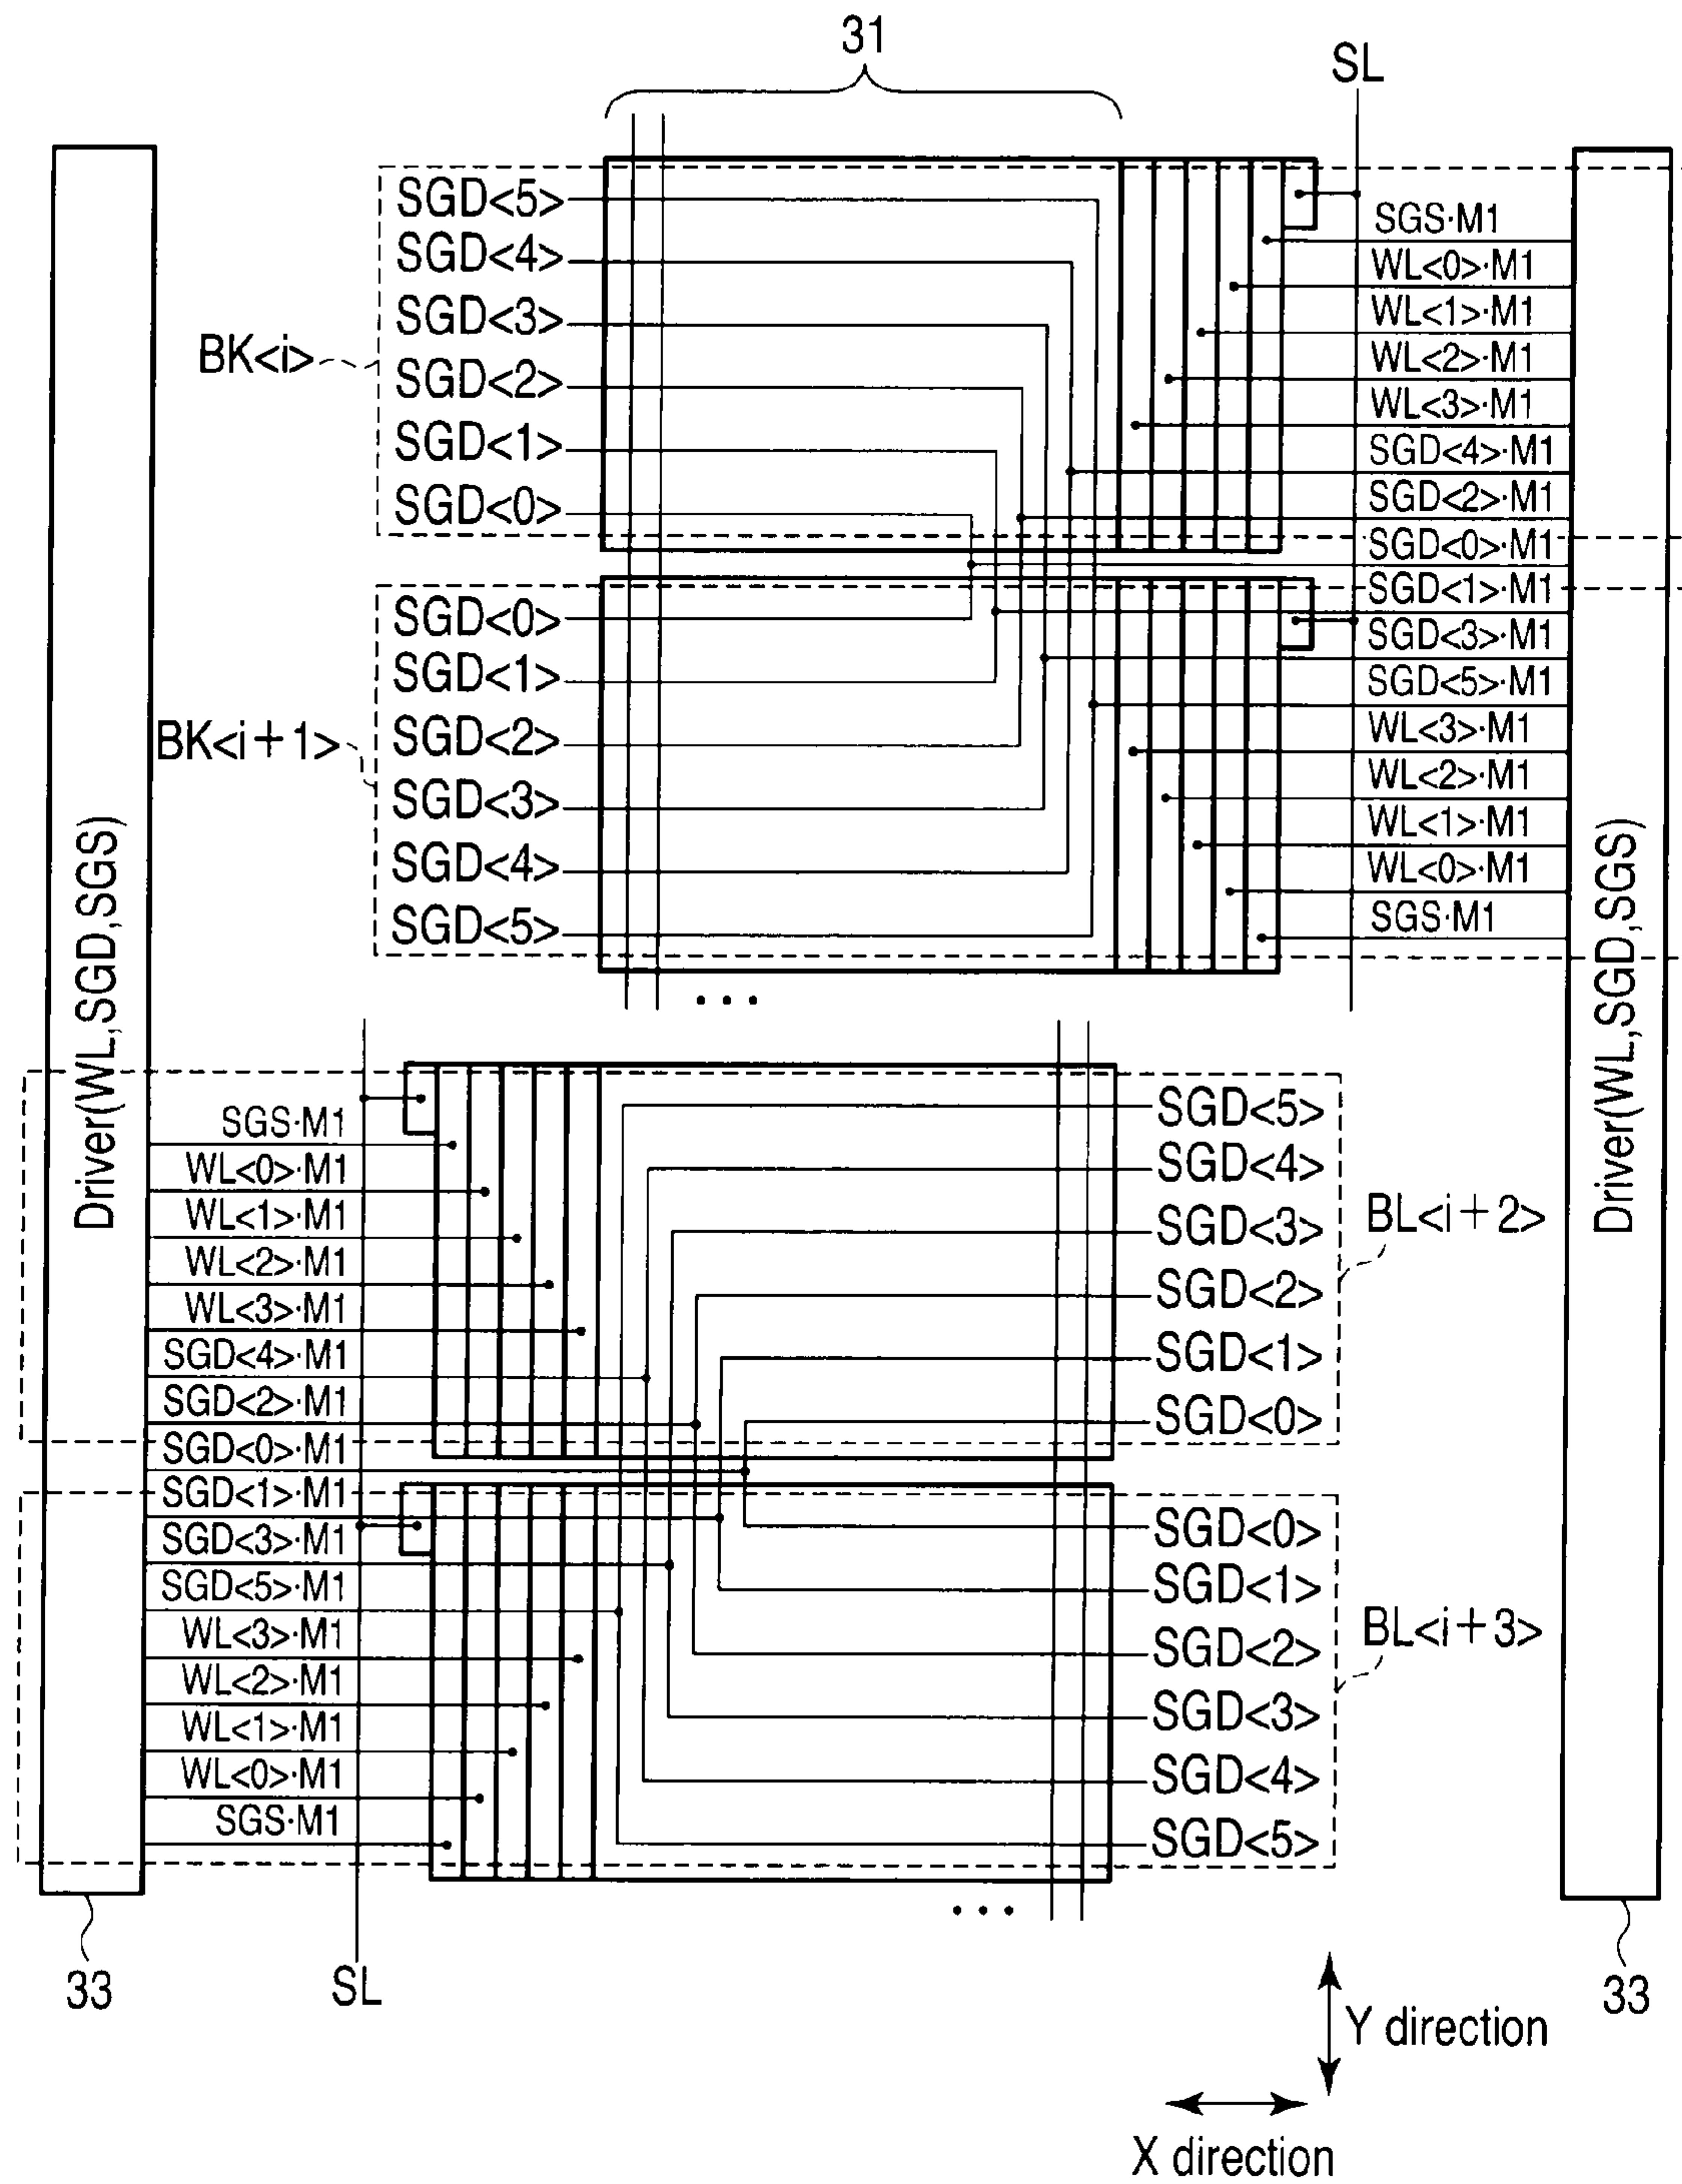 31
SL
SGD<5>
SGD<4>
SGD<3>
SGD<2>
SGD<1>
SGD<0>
BK<i>
SGS·M1
WL<0>·M1
WL<1>·M1
WL<2>·M1
WL<3>·M1
SGD<4>·M1
SGD<2>·M1
SGD<0>·M1
SGD<1>·M1
SGD<3>·M1
SGD<5>·M1
WL<3>·M1
WL<2>·M1
WL<1>·M1
WL<0>·M1
SGS·M1
SGD<0>
SGD<1>
SGD<2>
SGD<3>
SGD<4>
SGD<5>
BK<i+1>
Driver(WL,SGD,SGS)
Driver(WL,SGD,SGS)
...
SGS·M1
WL<0>·M1
WL<1>·M1
WL<2>·M1
WL<3>·M1
SGD<4>·M1
SGD<2>·M1
SGD<0>·M1
SGD<1>·M1
SGD<3>·M1
SGD<5>·M1
WL<3>·M1
WL<2>·M1
WL<1>·M1
WL<0>·M1
SGS·M1
SGD<5>
SGD<4>
SGD<3>
SGD<2>
SGD<1>
SGD<0>
BL<i+2>
SGD<0>
SGD<1>
SGD<2>
SGD<3>
SGD<4>
SGD<5>
BL<i+3>
...
33
SL
33
Y direction
X direction